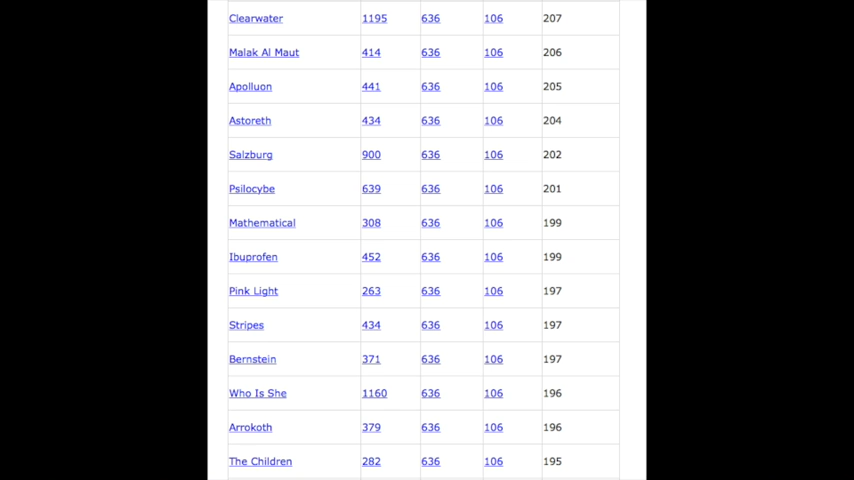 Clearwater 1195 636 106 207
Malak Al Maut 414 636 106 206
Apolluon 441 636 106 205
Astoreth 434 636 106 204
Salzburg 900 636 106 202
Psilocybe 639 636 106 201
Mathematical 308 636 106 199
Ibuprofen 452 636 106 199
Pink Light 263 636 106 197
Stripes 434 636 106 197
Bernstein 371 636 106 197
Who Is She 1160 636 106 196
Arrokoth 379 636 106 196
The Children 282 636 106 195